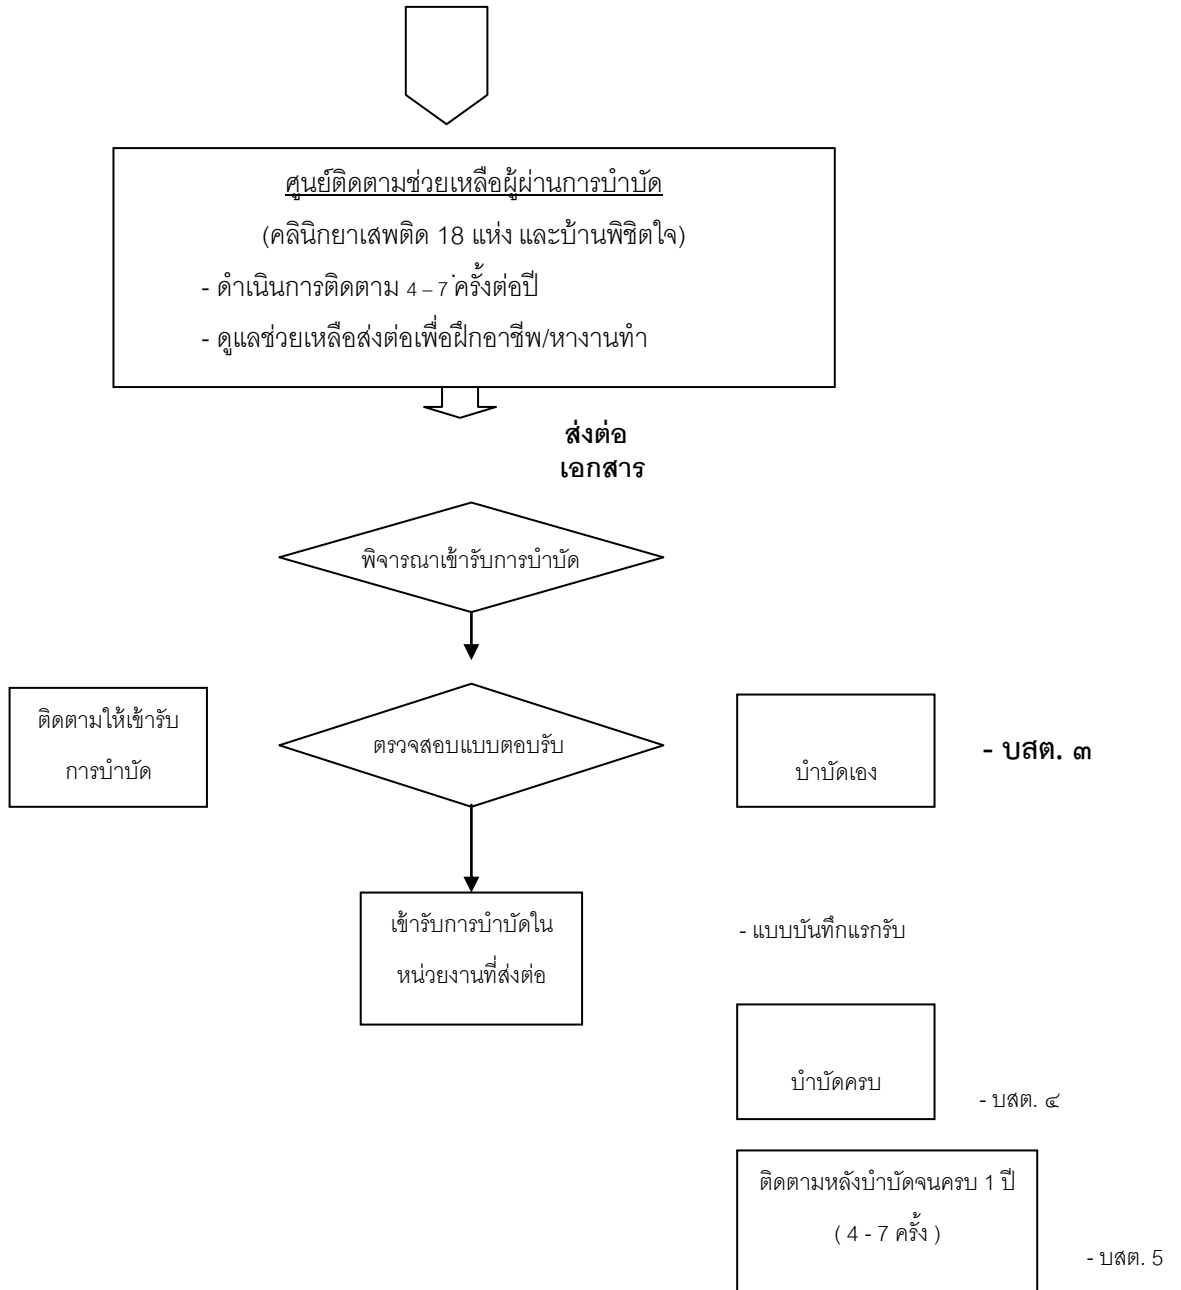 ศูนย์ติดตามช่วยเหลือผู้ผ่านการบำบัด
(คลินิกยาเสพติด 18 แห่ง และบ้านพิชิตใจ)
- ดำเนินการติดตาม 4 – 7 ครั้งต่อปี
- ดูแลช่วยเหลือส่งต่อเพื่อฝึกอาชีพ/หางานทำ
ส่งต่อ
เอกสาร
พิจารณาเข้ารับการบำบัด
ติดตามให้เข้ารับ
การบำบัด
ตรวจสอบแบบตอบรับ
บำบัดเอง
- บสต. ๓
เข้ารับการบำบัดใน
หน่วยงานที่ส่งต่อ
- แบบบันทึกแรกรับ
บำบัดครบ
- บสต. ๔
ติดตามหลังบำบัดจนครบ 1 ปี
( 4 - 7 ครั้ง )
- บสต. 5